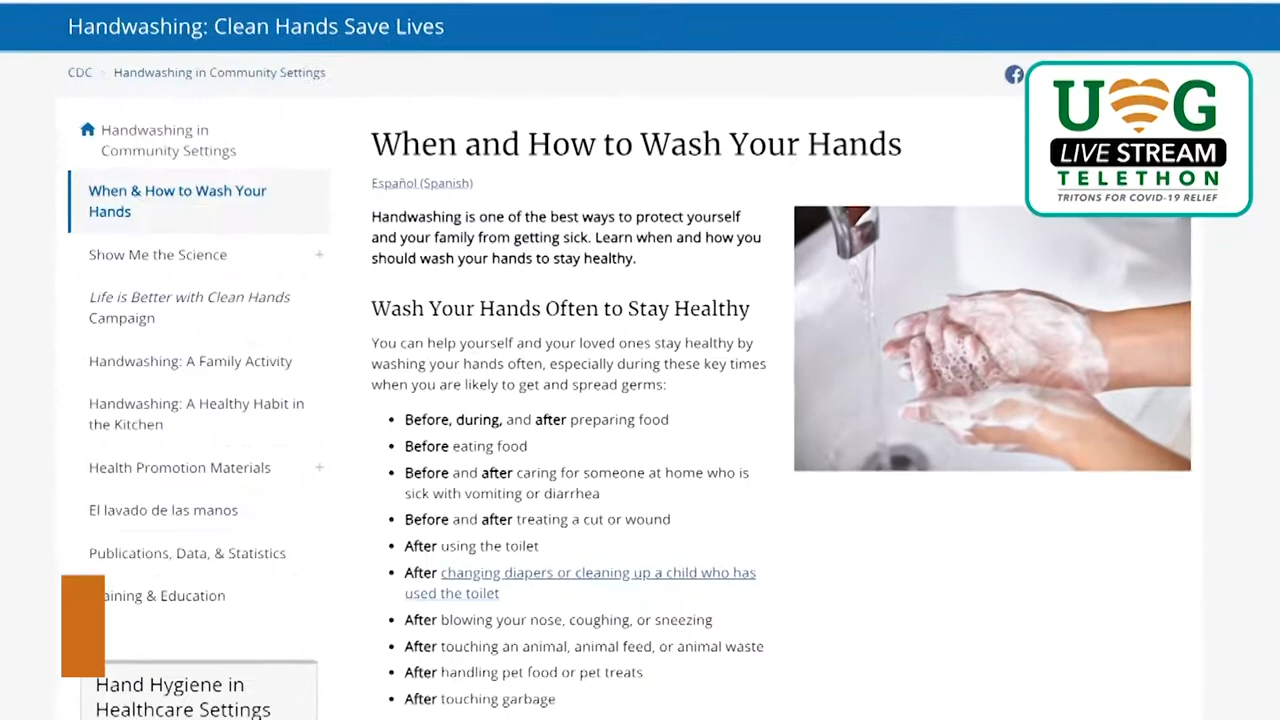 Handwashing: Clean Hands Save Lives
CDC > Handwashing in Community Settings
U G
LIVE STREAM
TELETHON
TRITONS FOR COVID-19 RELIEF
Handwashing in
Community Settings
When & How to Wash Your
Hands
Show Me the Science +
Life is Better with Clean Hands
Campaign
Handwashing: A Family Activity
Handwashing: A Healthy Habit in
the Kitchen
Health Promotion Materials +
El lavado de las manos
Publications, Data, & Statistics
aining & Education
Hand Hygiene in
Healthcare Settings
When and How to Wash Your Hands
Español (Spanish)
Handwashing is one of the best ways to protect yourself
and your family from getting sick. Learn when and how you
should wash your hands to stay healthy.
Wash Your Hands Often to Stay Healthy
You can help yourself and your loved ones stay healthy by
washing your hands often, especially during these key times
when you are likely to get and spread germs:
• Before, during, and after preparing food
• Before eating food
• Before and after caring for someone at home who is
sick with vomiting or diarrhea
• Before and after treating a cut or wound
• After using the toilet
• After changing diapers or cleaning up a child who has
used the toilet
• After blowing your nose, coughing, or sneezing
• After touching an animal, animal feed, or animal waste
• After handling pet food or pet treats
• After touching garbage